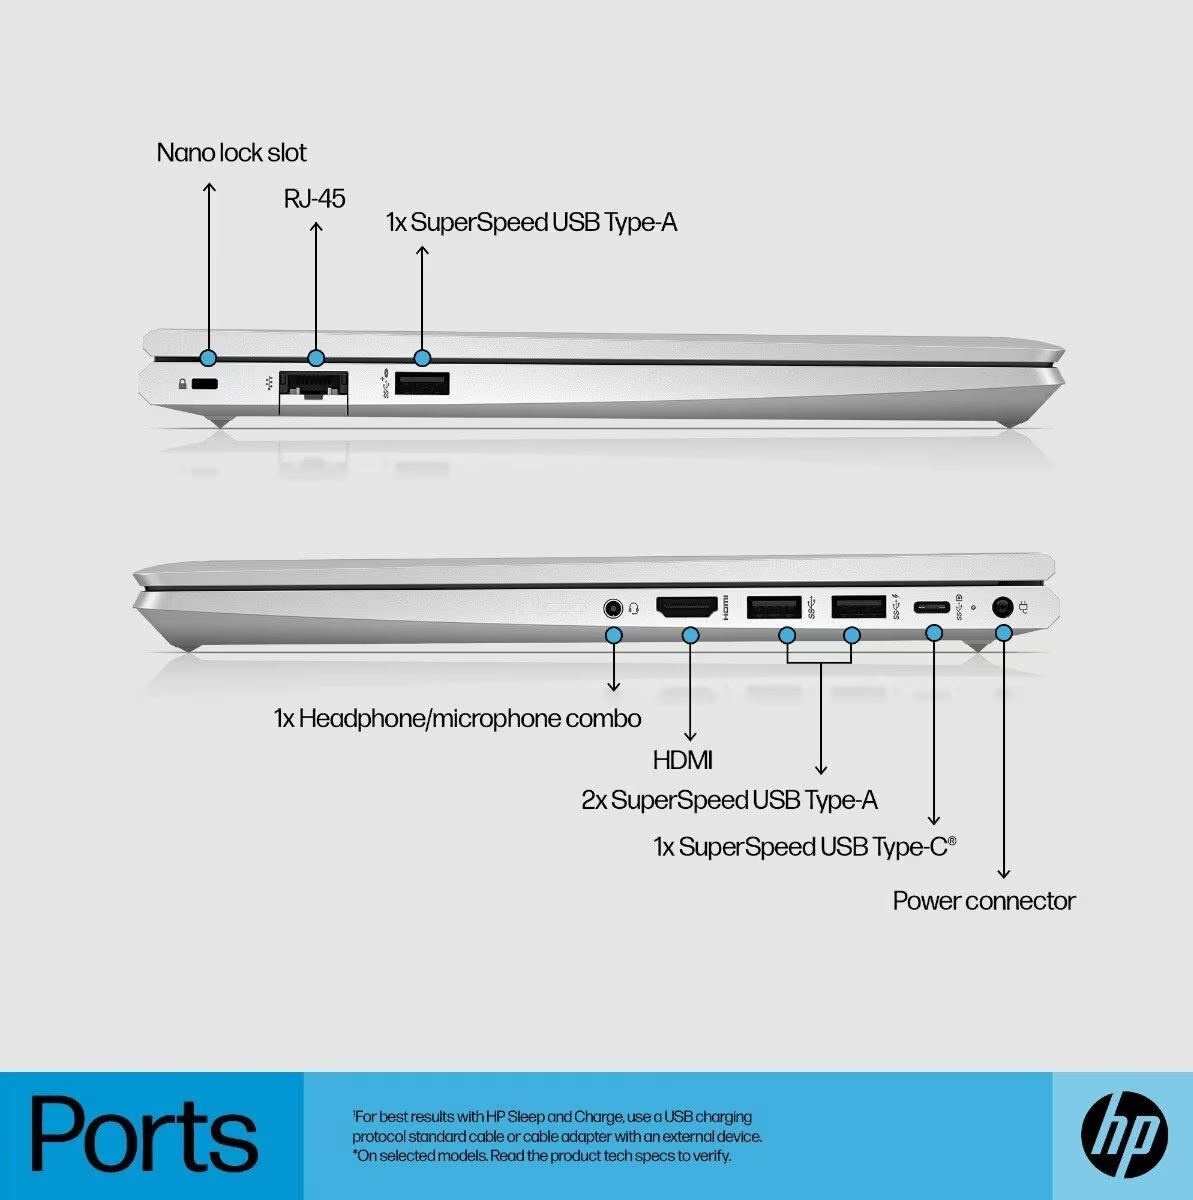 Nano lock slot
RJ-45
1x SuperSpeed USB Type-A
1x Headphone/microphone combo
HDMI
HDMI
2x SuperSpeed USB Type-A
1x SuperSpeed USB Type-C®
Power connector
Ports
¹For best results with HP Sleep and Charge, use a USB charging
protocol standard cable or cable adapter with an external device.
*On selected models. Read the product tech specs to verify.
hp